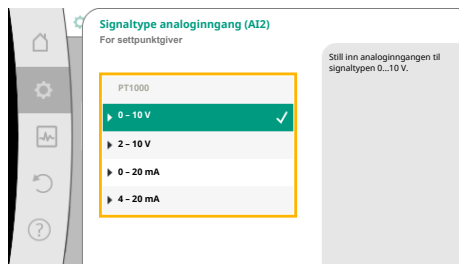 Signaltype analoginngang (AI2)
For settpunktgiver
PT1000
0 – 10 V
2 – 10 V
0 – 20 mA
4 – 20 mA
Still inn analoginngangen til
signaltypen 0...10 V.